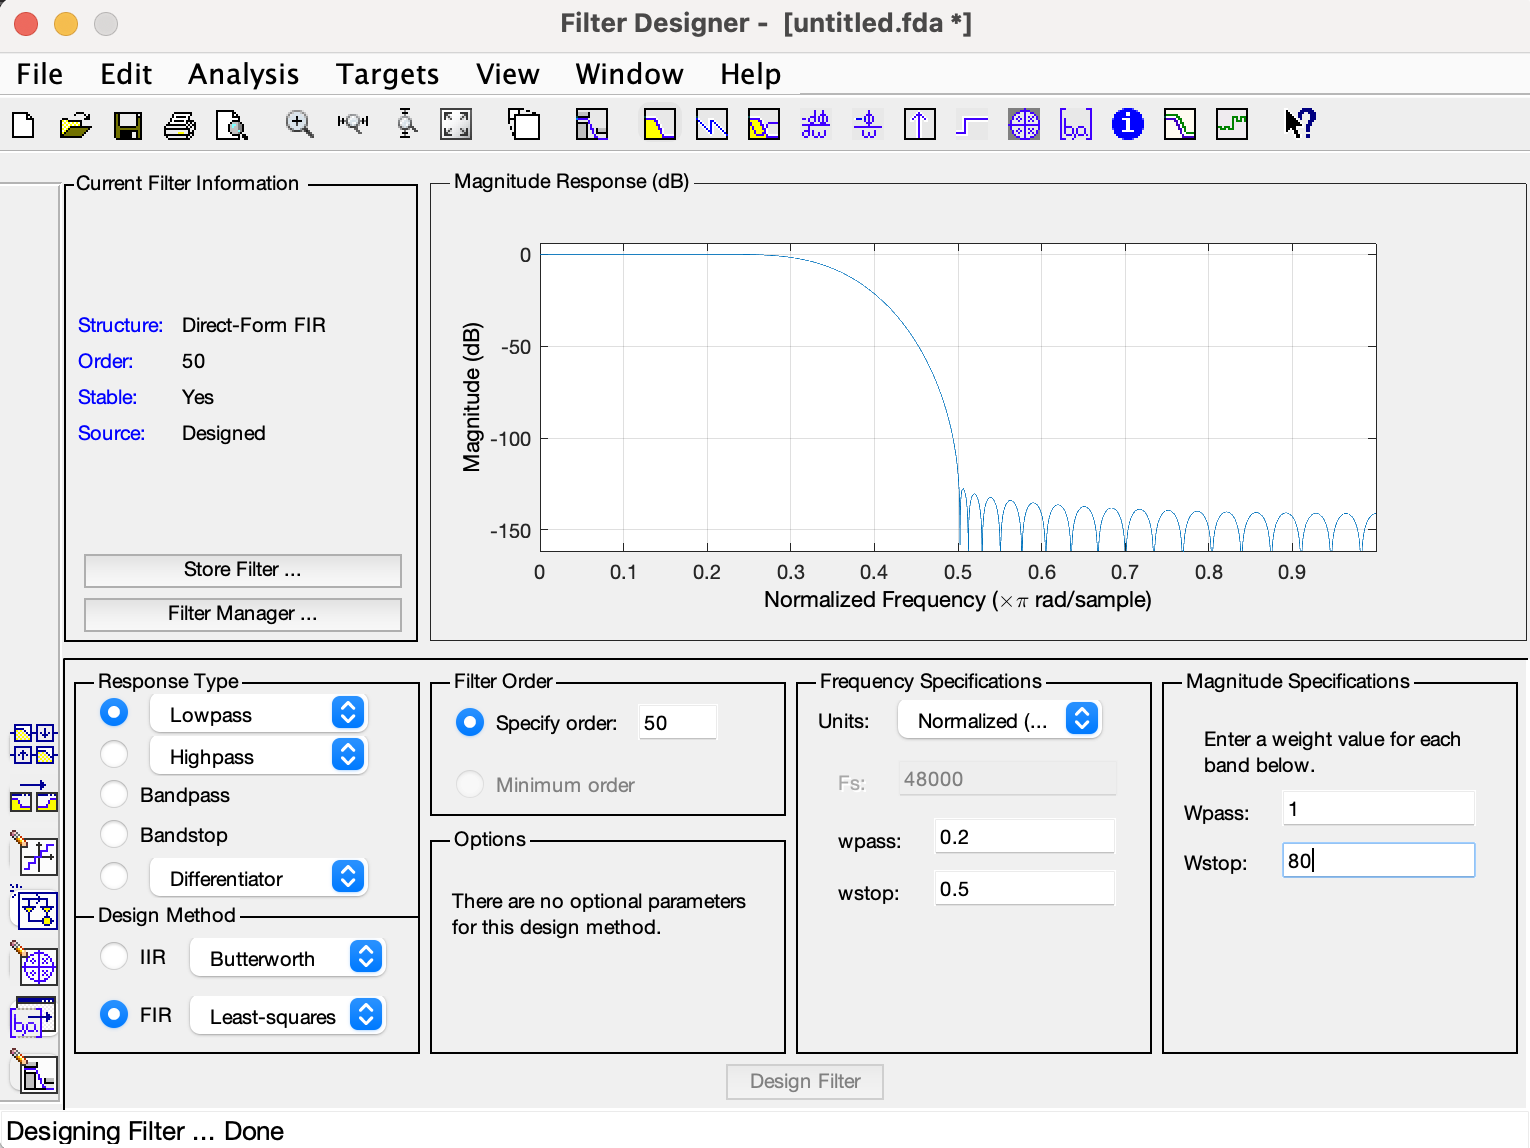 Filter Designer - [untitled.fda *]
File Edit Analysis Targets View Window Help
Current Filter Information
Structure: Direct-Form FIR
Order: 50
Stable: Yes
Source: Designed
Store Filter ...
Filter Manager ...
Magnitude Response (dB)
Magnitude (dB)
0
-50
-100
-150
0 0.1 0.2 0.3 0.4 0.5 0.6 0.7 0.8 0.9
Normalized Frequency (×π rad/sample)
Response Type
Lowpass
Highpass
Bandpass
Bandstop
Differentiator
Design Method
IIR Butterworth
FIR Least-squares
Filter Order
Specify order: 50
Minimum order
Options
There are no optional parameters
for this design method.
Frequency Specifications
Units: Normalized (...
Fs: 48000
wpass: 0.2
wstop: 0.5
Magnitude Specifications
Enter a weight value for each
band below.
Wpass: 1
Wstop: 80
Design Filter
Designing Filter ... Done